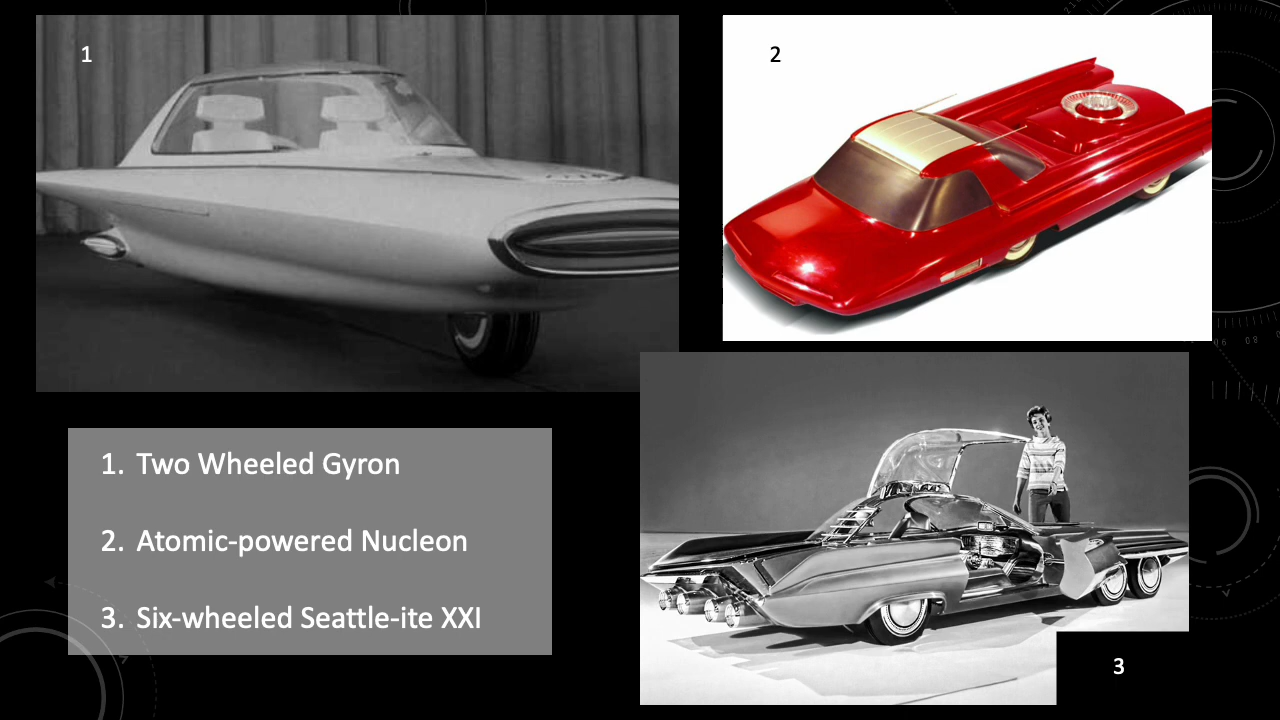 1
2
1. Two Wheeled Gyron
2. Atomic-powered Nucleon
3. Six-wheeled Seattle-ite XXI
3